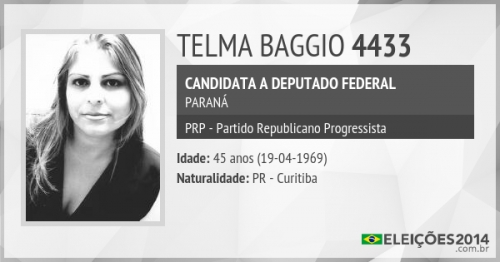 TELMA BAGGIO 4433
CANDIDATA A DEPUTADO FEDERAL
PARANÁ
PRP - Partido Republicano Progressista
Idade: 45 anos (19-04-1969)
Naturalidade: PR - Curitiba
ELEIÇÕES2014
.com.br